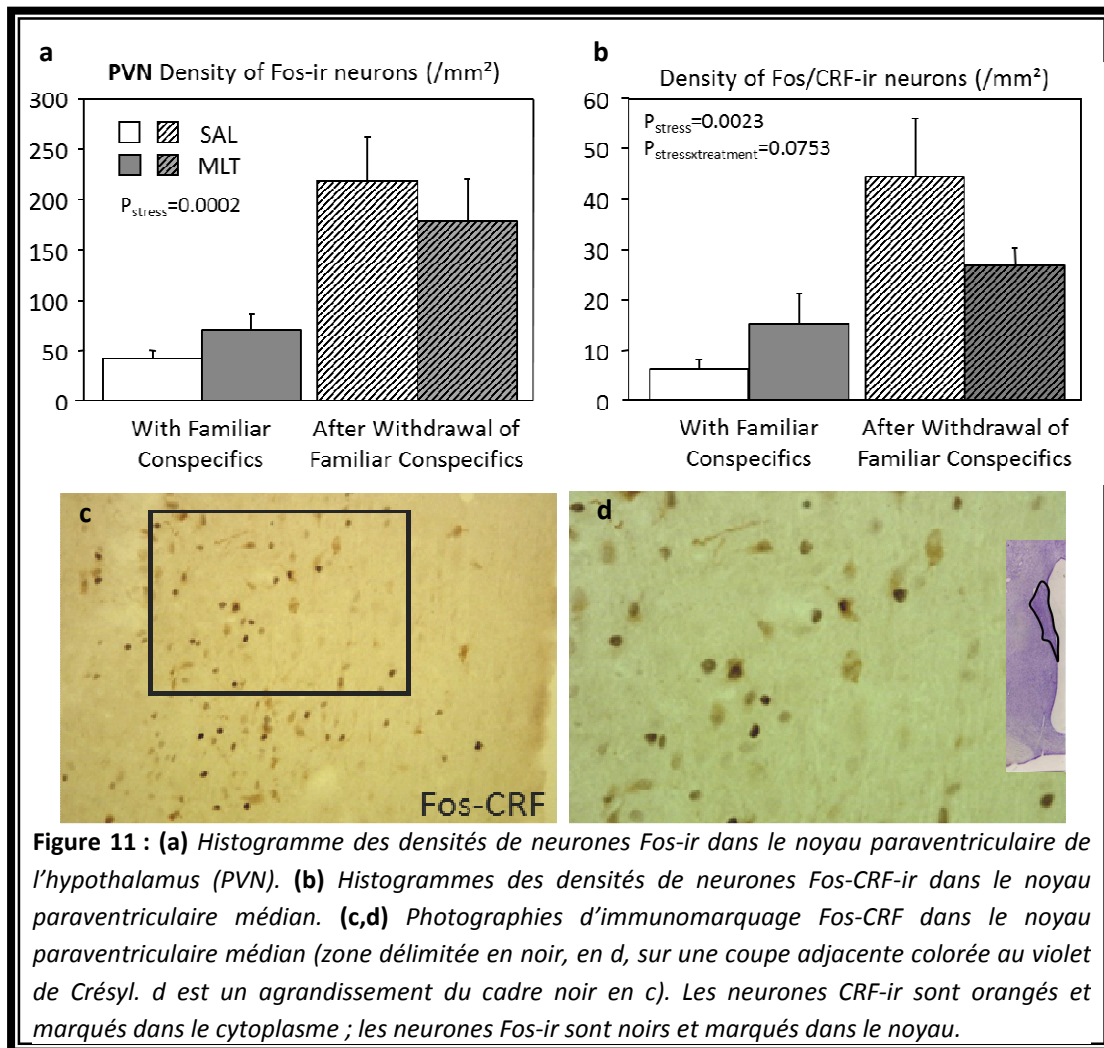 a
PVN Density of Fos-ir neurons (/mm²)
300
250
200
150
100
50
0
SAL
MLT
P stress=0.0002
With Familiar
Conspecifics
After Withdrawal of
Familiar Conspecifics
b
Density of Fos/CRF-ir neurons (/mm²)
60
50
40
30
20
10
0
P stress=0.0023
P stressxtreatment=0.0753
With Familiar
Conspecifics
After Withdrawal of
Familiar Conspecifics
c
Fos-CRF
d
Figure 11 : (a) Histogramme des densités de neurones Fos-ir dans le noyau paraventriculaire de
l’hypothalamus (PVN). (b) Histogrammes des densités de neurones Fos-CRF-ir dans le noyau
paraventriculaire médian. (c,d) Photographies d’immunomarquage Fos-CRF dans le noyau
paraventriculaire médian (zone délimitée en noir, en d, sur une coupe adjacente colorée au violet
de Crésyl. d est un agrandissement du cadre noir en c). Les neurones CRF-ir sont orangés et
marqués dans le cytoplasme ; les neurones Fos-ir sont noirs et marqués dans le noyau.